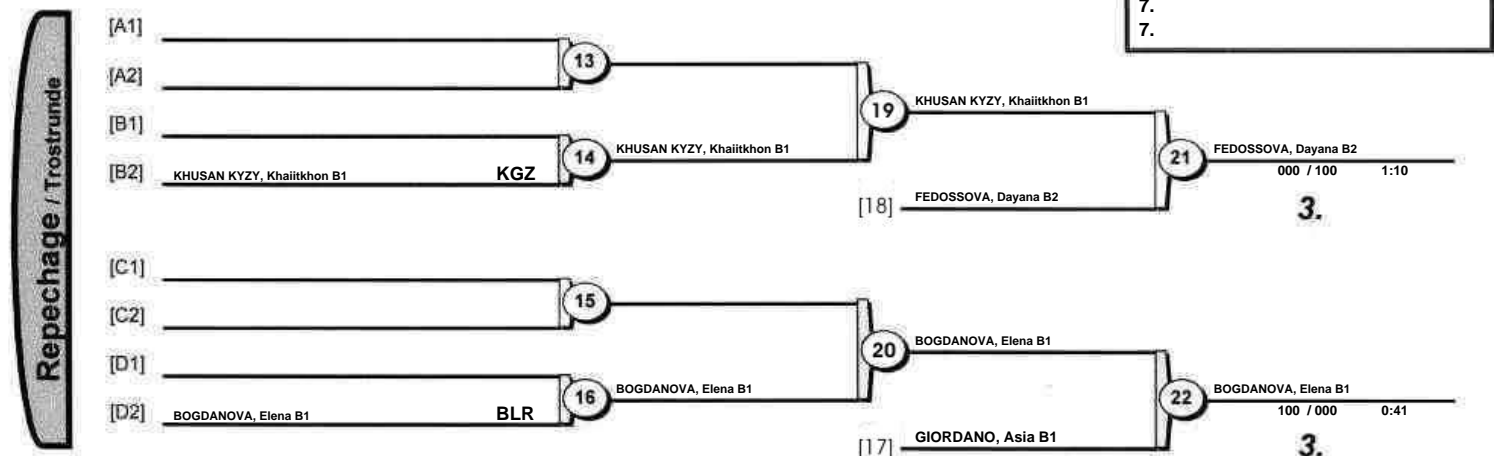 7.
7.
Repechage / Trostrunde
[A1]
13
[A2]
19
KHUSAN KYZY, Khaiitkhon B1
[B1]
14
KHUSAN KYZY, Khaiitkhon B1
21
FEDOSSOVA, Dayana B2
[B2]
KHUSAN KYZY, Khaiitkhon B1 KGZ
000 / 100 1:10
[18]
FEDOSSOVA, Dayana B2
3.
[C1]
15
[C2]
20
BOGDANOVA, Elena B1
[D1]
16
BOGDANOVA, Elena B1
22
BOGDANOVA, Elena B1
[D2]
BOGDANOVA, Elena B1 BLR
100 / 000 0:41
[17]
GIORDANO, Asia B1
3.